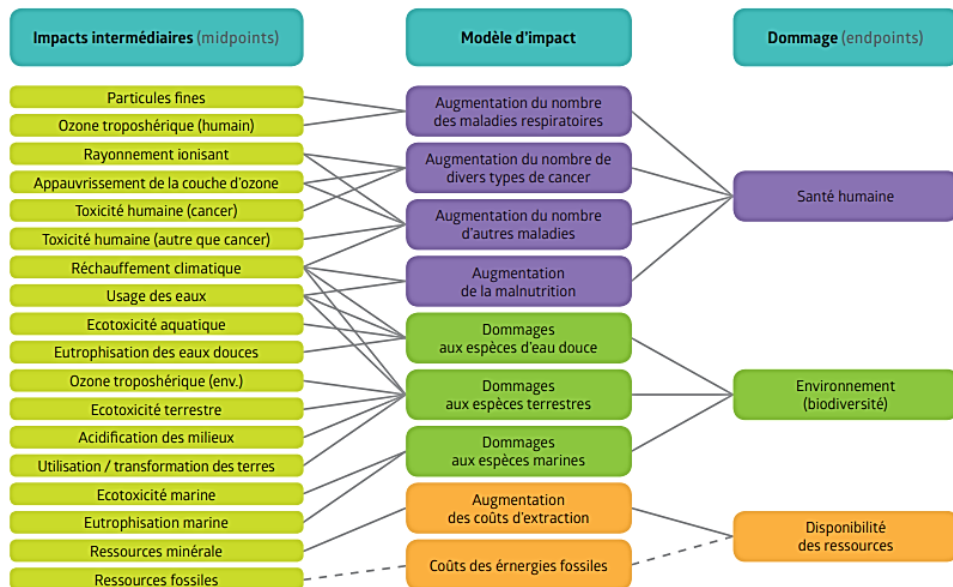 Impacts intermédiaires (midpoints)
Modèle d'impact
Dommage (endpoints)
Particules fines
Ozone troposhérique (humain)
Rayonnement ionisant
Appauvrissement de la couche d'ozone
Toxicité humaine (cancer)
Toxicité humaine (autre que cancer)
Réchauffement climatique
Usage des eaux
Ecotoxicité aquatique
Eutrophisation des eaux douces
Ozone troposhérique (env.)
Ecotoxicité terrestre
Acidification des milieux
Utilisation / transformation des terres
Ecotoxicité marine
Eutrophisation marine
Ressources minérale
Ressources fossiles
Augmentation du nombre
des maladies respiratoires
Augmentation du nombre de
divers types de cancer
Augmentation du nombre
d'autres maladies
Augmentation
de la malnutrition
Dommages
aux espèces d'eau douce
Dommages
aux espèces terrestres
Dommages
aux espèces marines
Augmentation
des coûts d'extraction
Coûts des érnergies fossiles
Santé humaine
Environnement
(biodiversité)
Disponibilité
des ressources